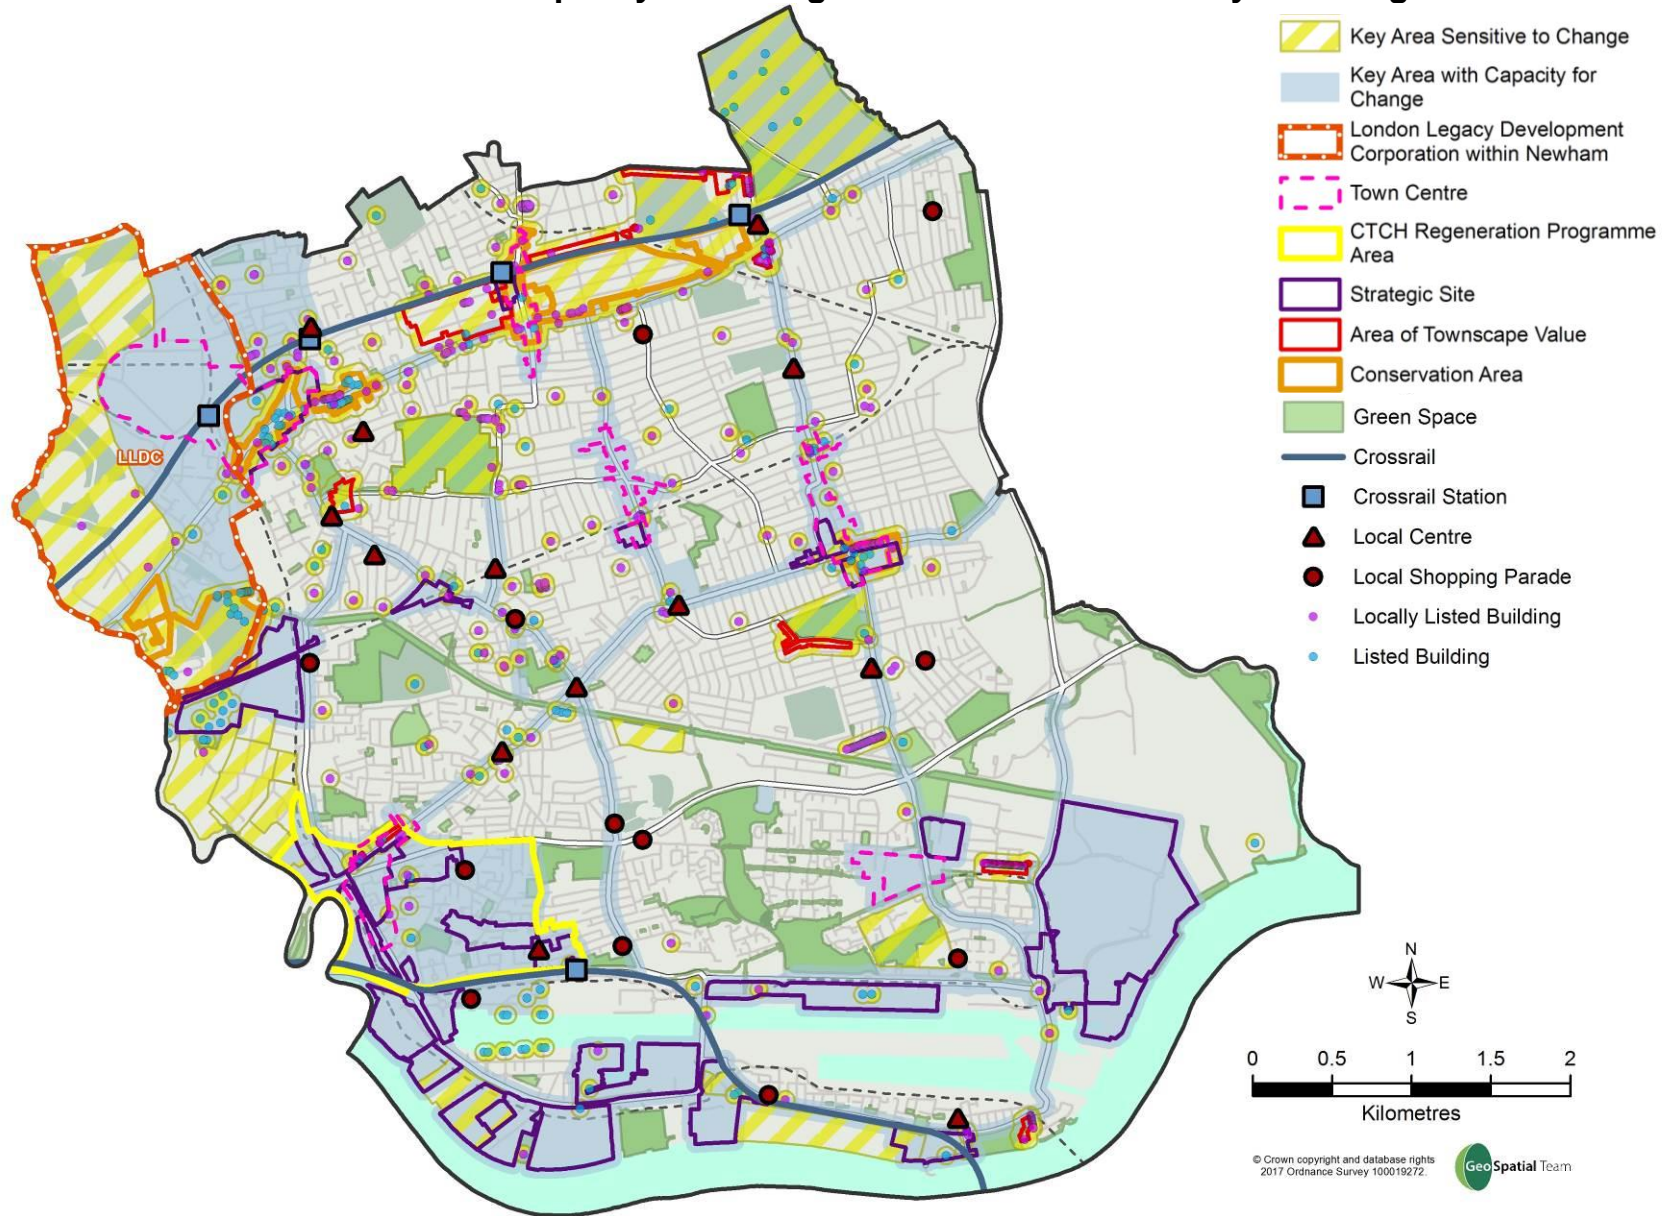 Key Area Sensitive to Change
Key Area with Capacity for
Change
London Legacy Development
Corporation within Newham
Town Centre
CTCH Regeneration Programme
Area
Strategic Site
Area of Townscape Value
Conservation Area
Green Space
Crossrail
Crossrail Station
Local Centre
Local Shopping Parade
Locally Listed Building
Listed Building
LLDC
N
W E
S
0 0.5 1 1.5 2
Kilometres
© Crown copyright and database rights
2017 Ordnance Survey 100019272.
GeoSpatial Team